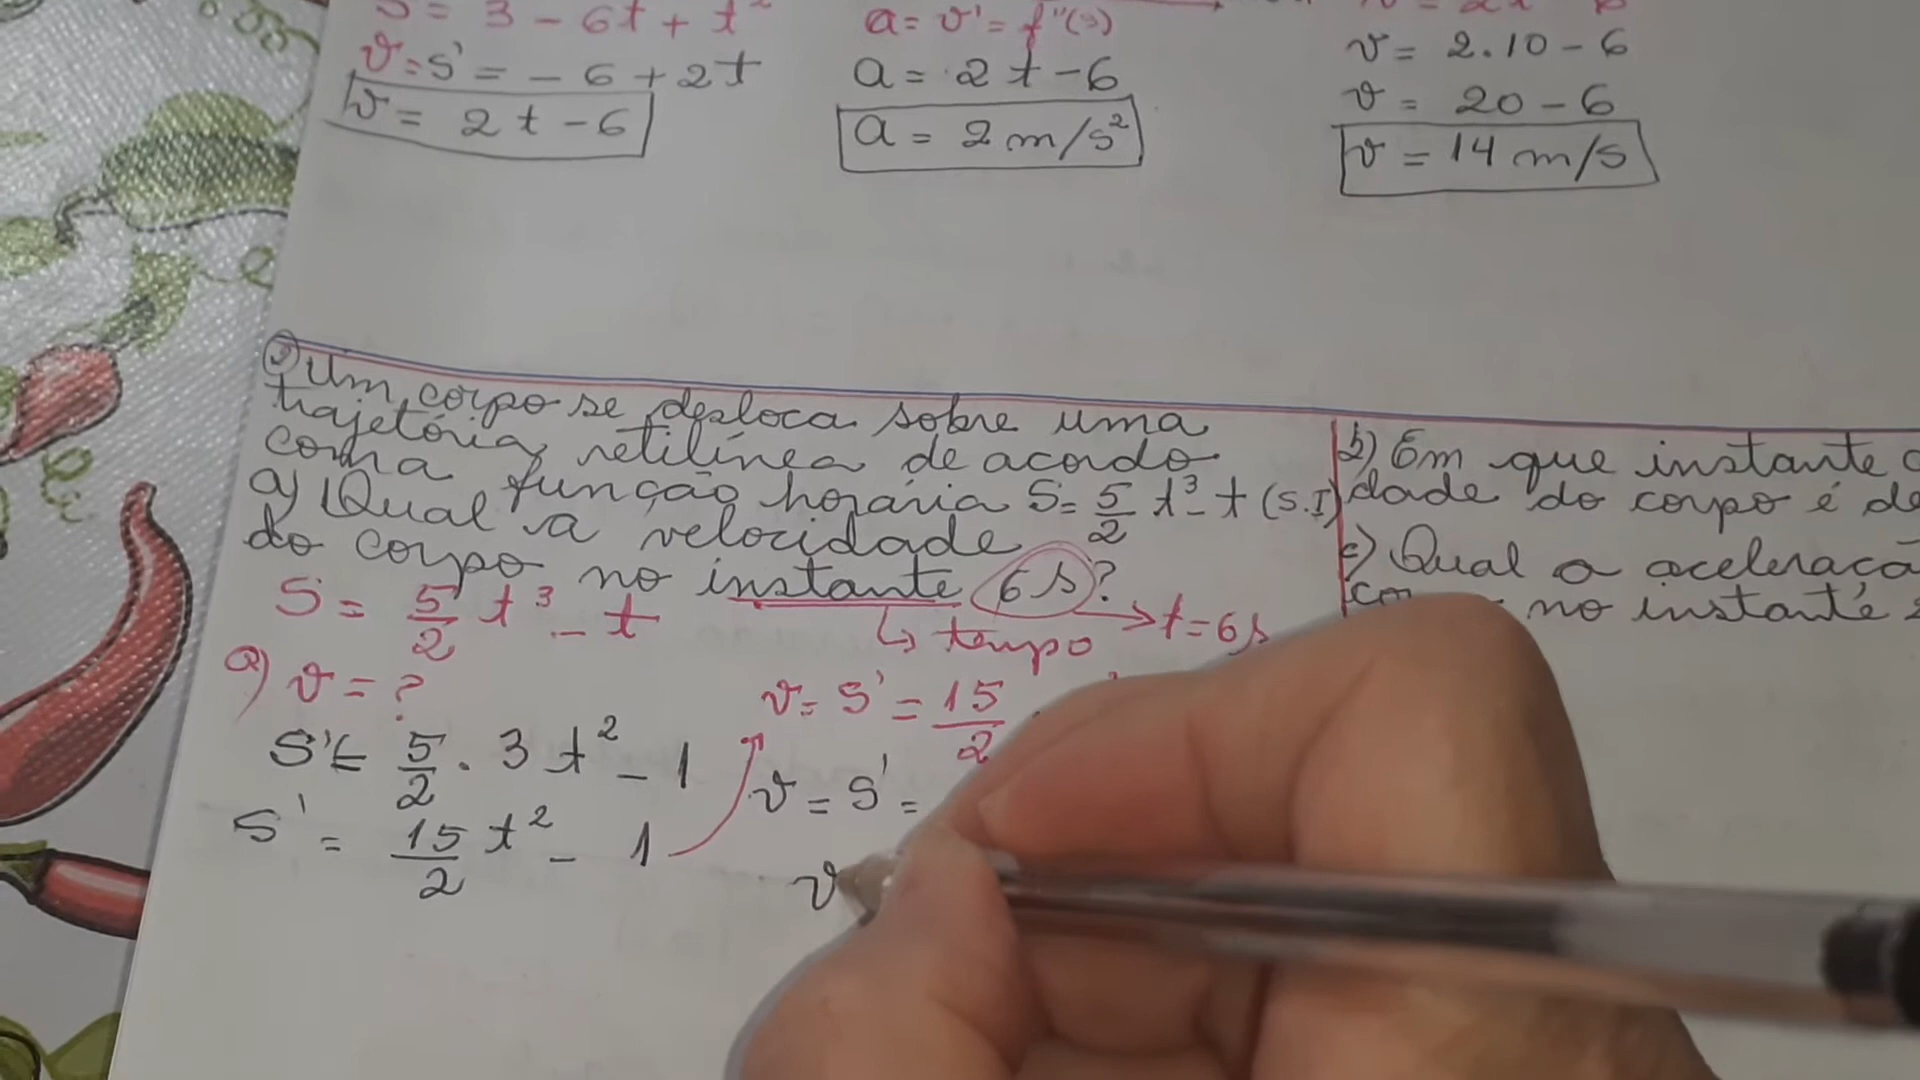 S = 3 - 6t + t²
v = s' = - 6 + 2t
v = 2t - 6
a = v' = f''(s)
a = 2t - 6
a = 2 m/s²
v = 2.10 - 6
v = 20 - 6
v = 14 m/s
Um corpo se desloca sobre uma
trajetória retilínea de acordo
com a função horária S = 5/2 t³ - t (S.I)
a) Qual a velocidade
do corpo no instante 6s?
S = 5/2 t³ - t
↳ tempo → t = 6s
a) v = ?
S' = 5/2 . 3t² - 1
S' = 15/2 t² - 1
v = S' = 15/2
v = S' =
v
b) Em que instante
dade do corpo é de
c) Qual a
no instante